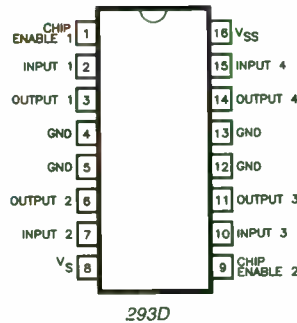 CHIP
ENABLE 1
1
16
VSS
INPUT 1
2
15
INPUT 4
OUTPUT 1
3
14
OUTPUT 4
GND
4
13
GND
GND
5
12
GND
OUTPUT 2
6
11
OUTPUT 3
INPUT 2
7
10
INPUT 3
VS
8
9
CHIP
ENABLE 2
293D